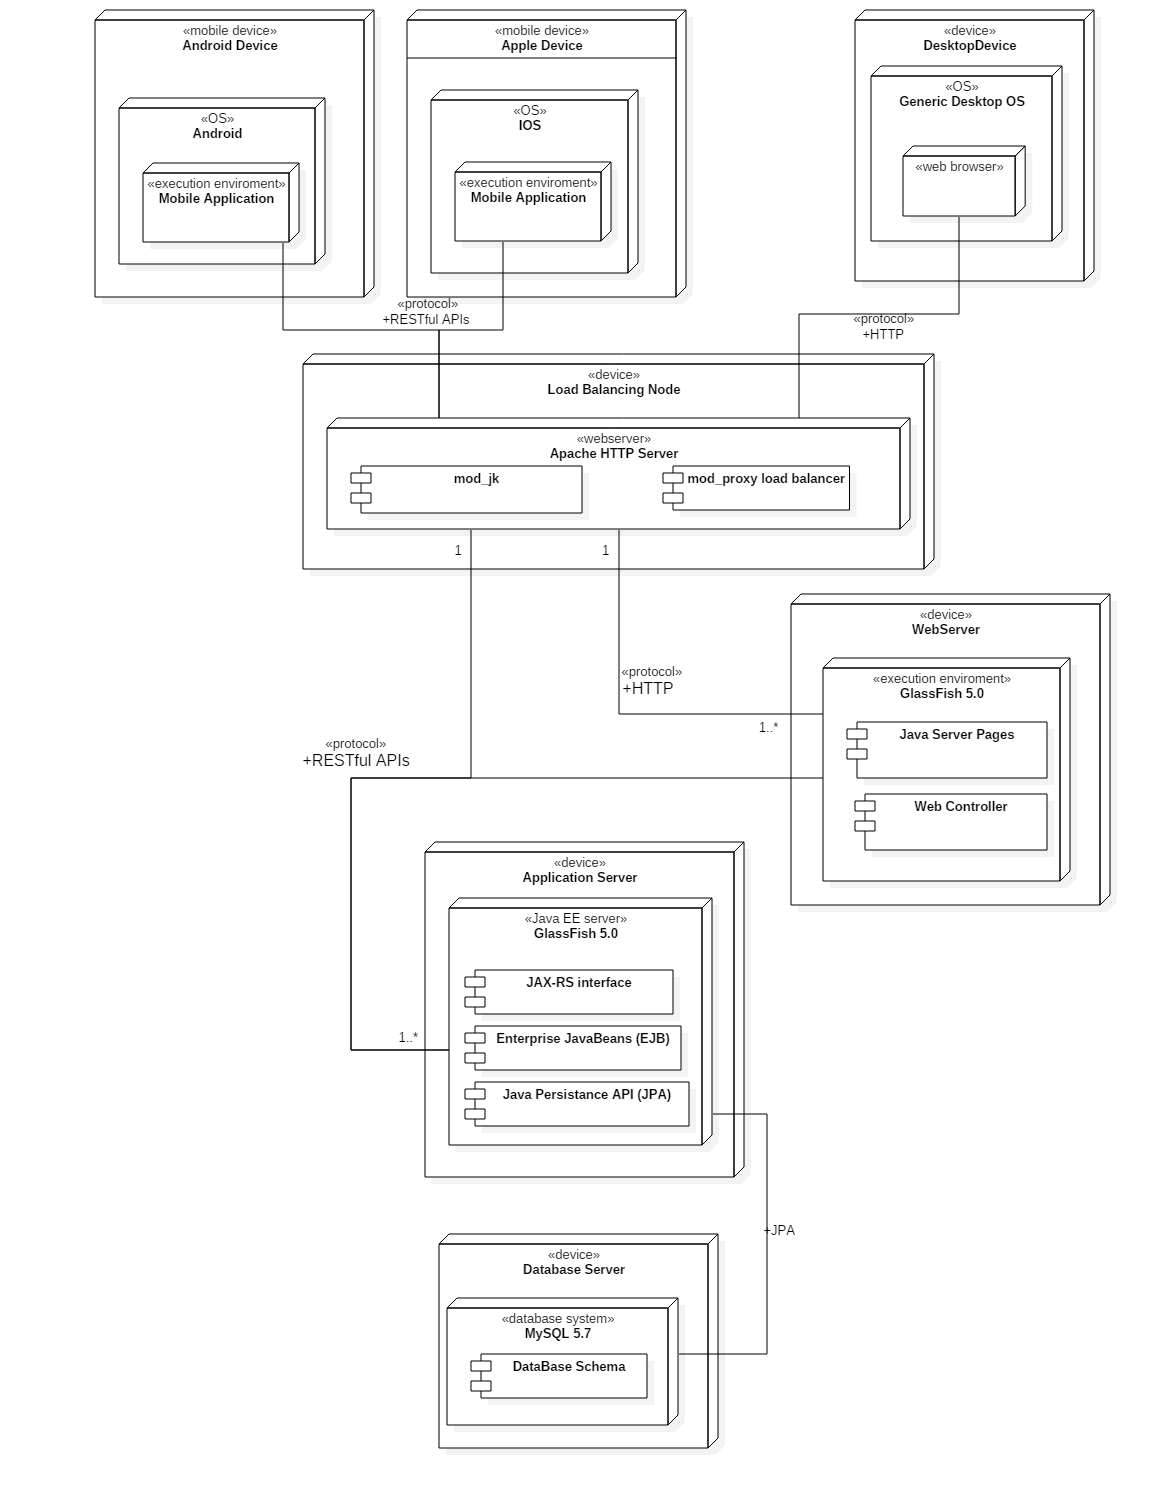 «mobile device»
Android Device
«OS»
Android
«execution enviroment»
Mobile Application
«mobile device»
Apple Device
«OS»
IOS
«execution enviroment»
Mobile Application
«device»
DesktopDevice
«OS»
Generic Desktop OS
«web browser»
«protocol»
+RESTful APIs
«protocol»
+HTTP
«device»
Load Balancing Node
«webserver»
Apache HTTP Server
mod_jk
mod_proxy load balancer
1
1
«protocol»
+HTTP
1..*
«device»
WebServer
«execution enviroment»
GlassFish 5.0
Java Server Pages
Web Controller
«protocol»
+RESTful APIs
1..*
«device»
Application Server
«Java EE server»
GlassFish 5.0
JAX-RS interface
Enterprise JavaBeans (EJB)
Java Persistance API (JPA)
+JPA
«device»
Database Server
«database system»
MySQL 5.7
DataBase Schema